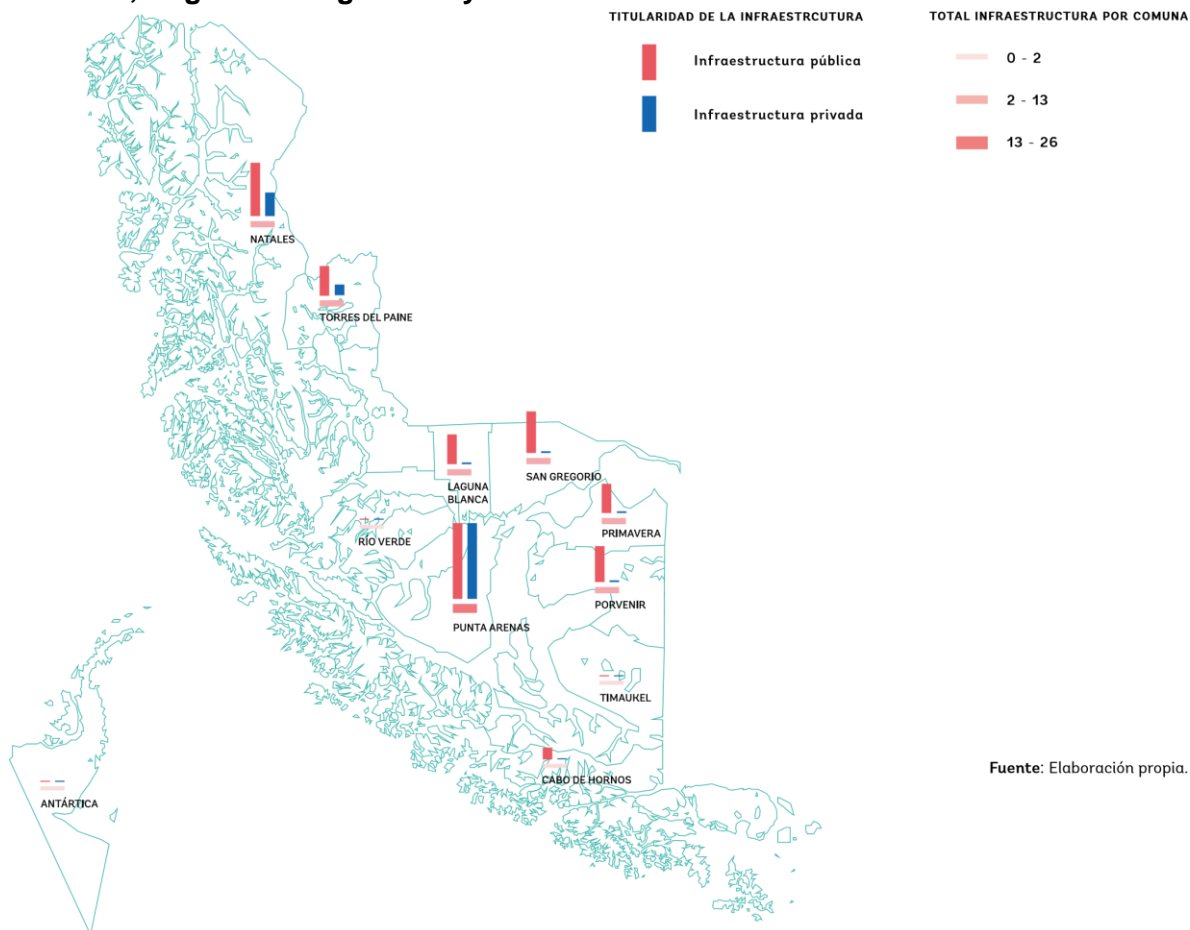 TITULARIDAD DE LA INFRAESTRCUTURA
Infraestructura pública
Infraestructura privada
TOTAL INFRAESTRUCTURA POR COMUNA
0 - 2
2 - 13
13 - 26
NATALES
TORRES DEL PAINE
LAGUNA
BLANCA
SAN GREGORIO
PRIMAVERA
RÍO VERDE
PORVENIR
PUNTA ARENAS
TIMAUKEL
CABO DE HORNOS
ANTÁRTICA
Fuente: Elaboración propia.